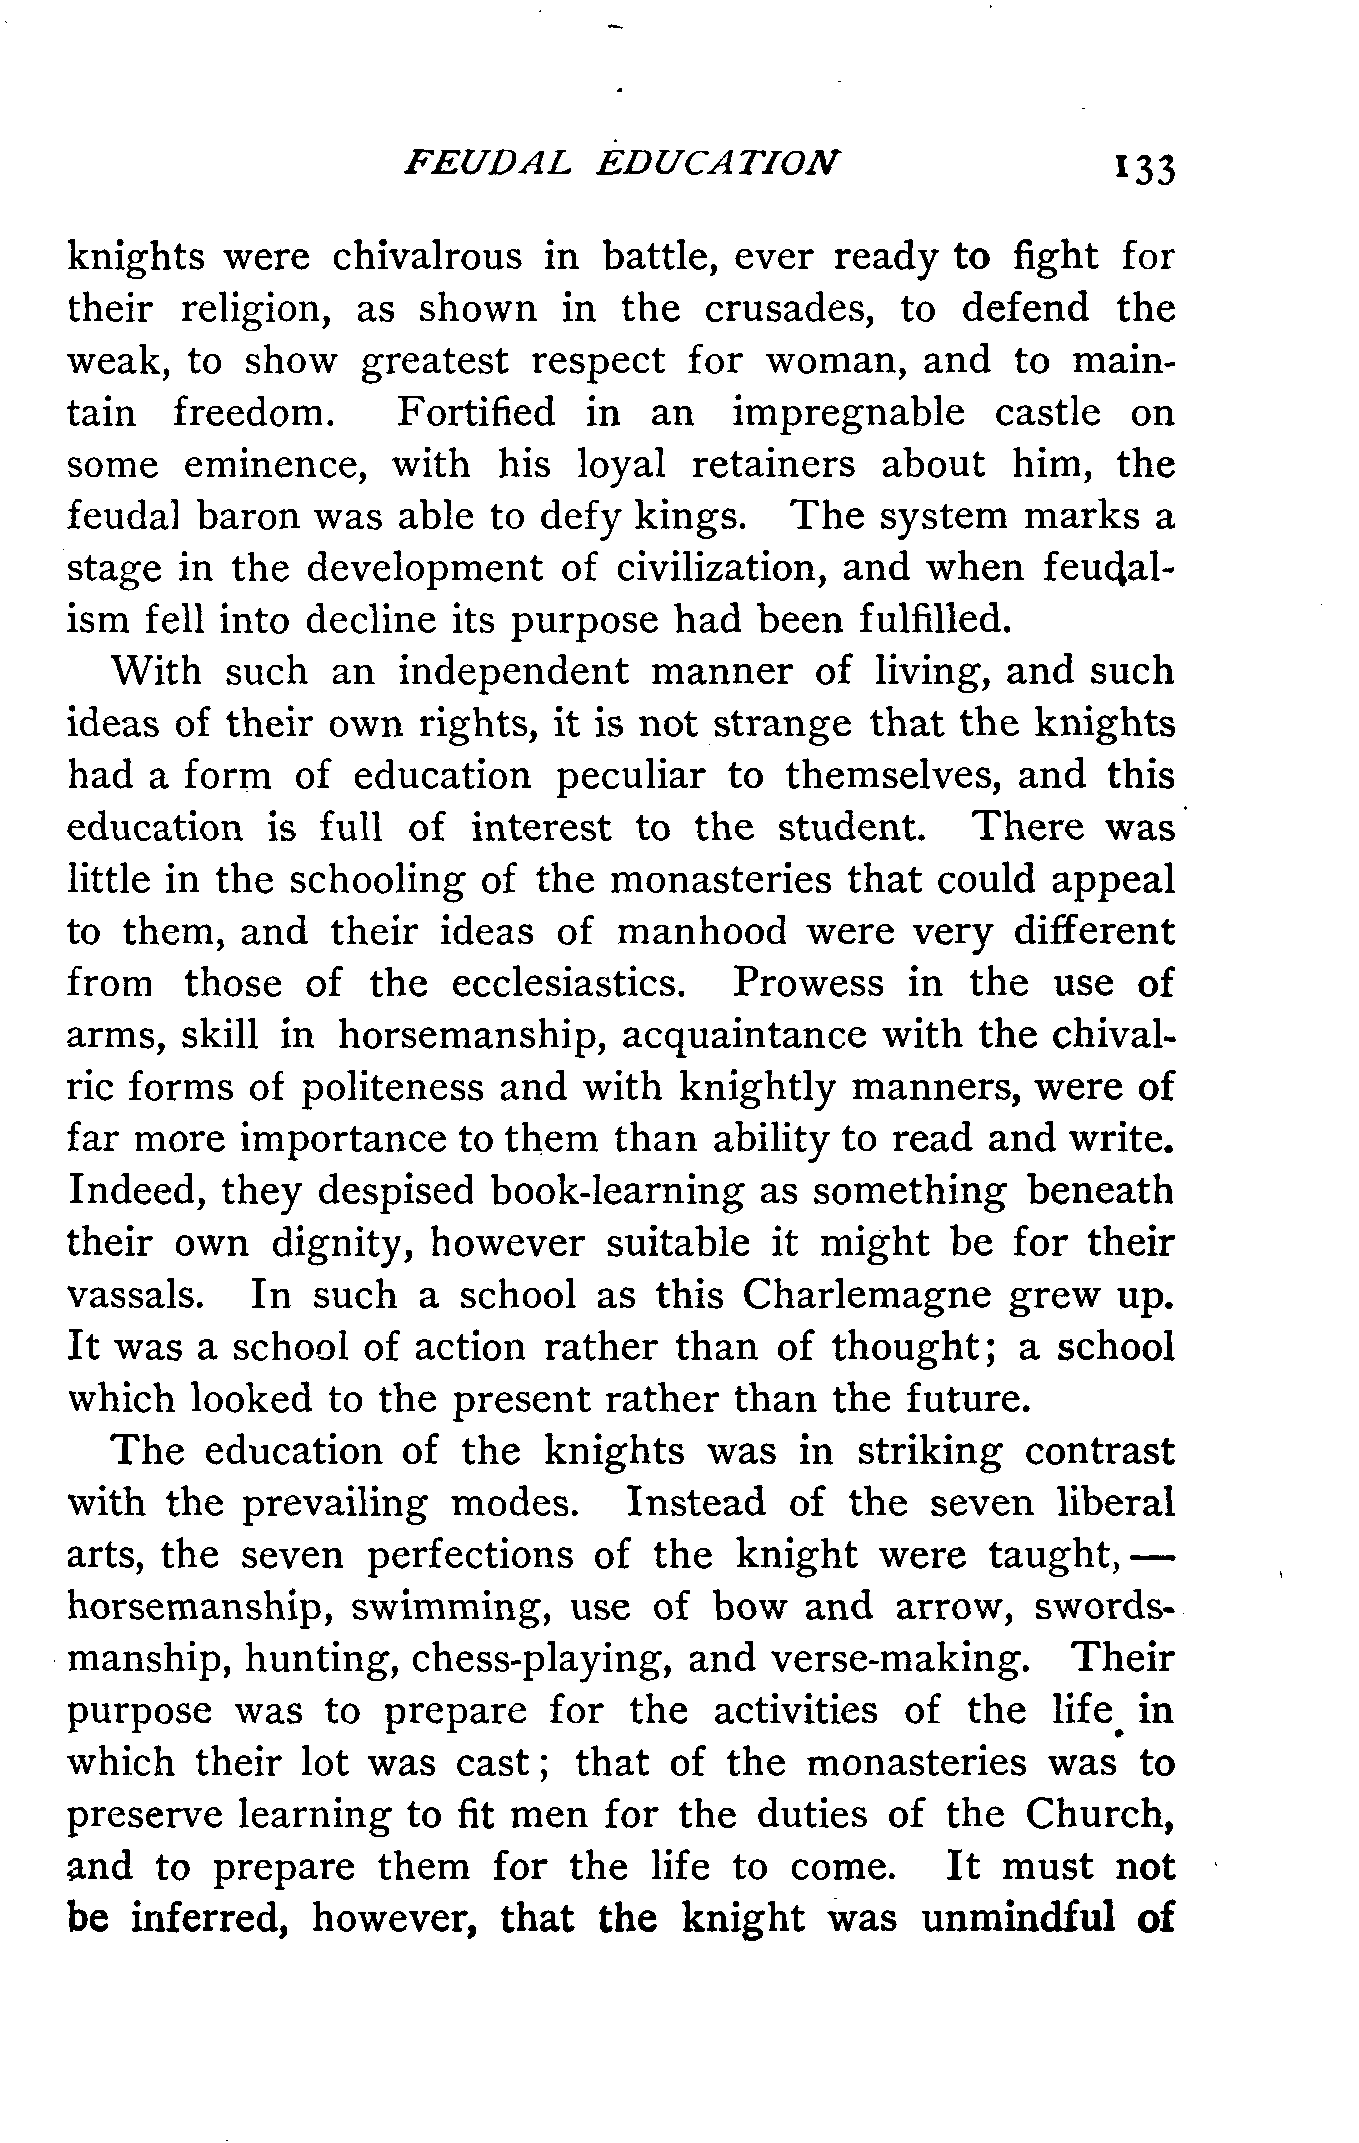 FEUDAL EDUCATION 133
knights were chivalrous in battle, ever ready to fight for
their religion, as shown in the crusades, to defend the
weak, to show greatest respect for woman, and to main-
tain freedom. Fortified in an impregnable castle on
some eminence, with his loyal retainers about him, the
feudal baron was able to defy kings. The system marks a
stage in the development of civilization, and when feudal-
ism fell into decline its purpose had been fulfilled.
With such an independent manner of living, and such
ideas of their own rights, it is not strange that the knights
had a form of education peculiar to themselves, and this
education is full of interest to the student. There was
little in the schooling of the monasteries that could appeal
to them, and their ideas of manhood were very different
from those of the ecclesiastics. Prowess in the use of
arms, skill in horsemanship, acquaintance with the chival-
ric forms of politeness and with knightly manners, were of
far more importance to them than ability to read and write.
Indeed, they despised book-learning as something beneath
their own dignity, however suitable it might be for their
vassals. In such a school as this Charlemagne grew up.
It was a school of action rather than of thought; a school
which looked to the present rather than the future.
The education of the knights was in striking contrast
with the prevailing modes. Instead of the seven liberal
arts, the seven perfections of the knight were taught, —
horsemanship, swimming, use of bow and arrow, swords-
manship, hunting, chess-playing, and verse-making. Their
purpose was to prepare for the activities of the life in
which their lot was cast; that of the monasteries was to
preserve learning to fit men for the duties of the Church,
and to prepare them for the life to come. It must not
be inferred, however, that the knight was unmindful of